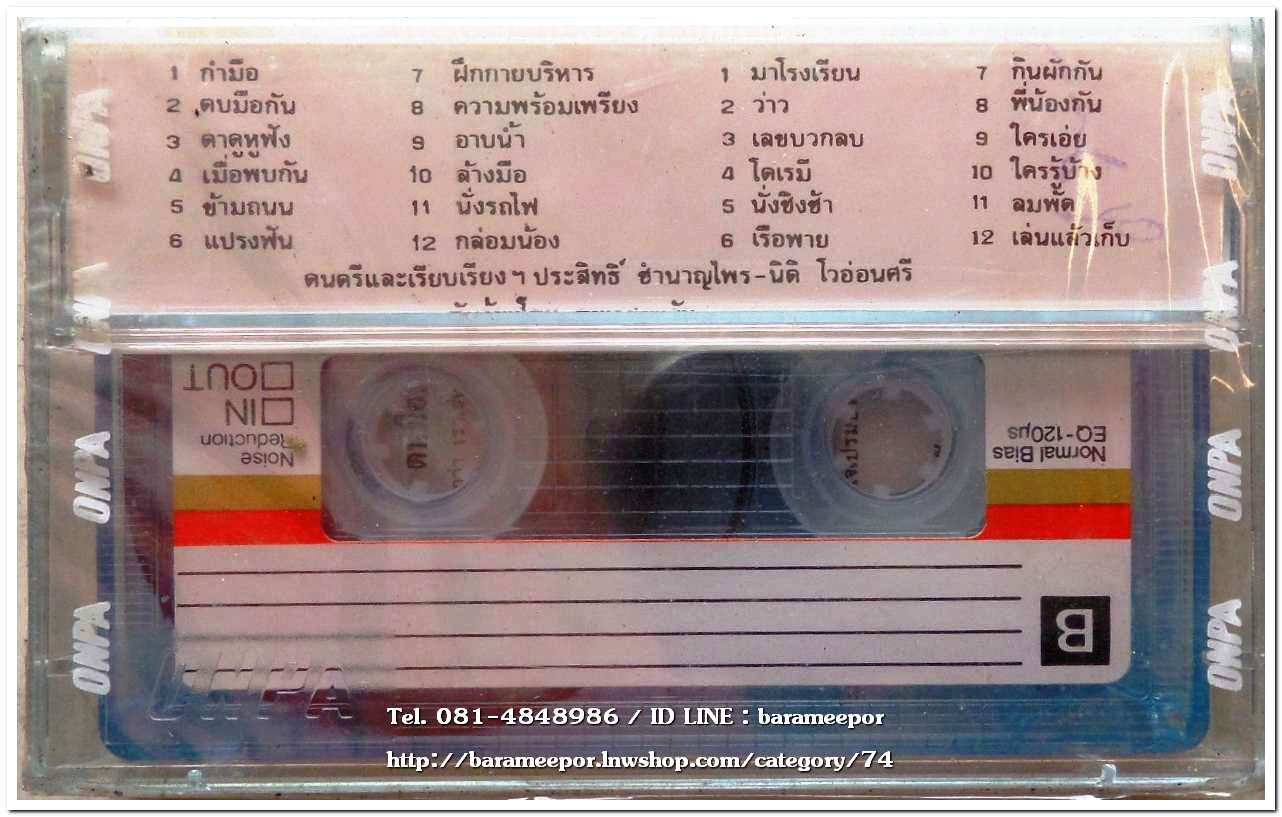 1 กำมือ
2 ตบมือกัน
3 ตาดูหูฟัง
4 เมื่อพบกัน
5 ข้ามถนน
6 แปรงฟัน
7 ฝึกกายบริหาร
8 ความพร้อมเพรียง
9 อาบน้ำ
10 ล้างมือ
11 นั่งรถไฟ
12 กล่อมน้อง
1 มาโรงเรียน
2 ว่าว
3 เลขบวกลบ
4 โดเรมี
5 นั่งชิงช้า
6 เรือพาย
7 กินผักกัน
8 พี่น้องกัน
9 ใครเอ่ย
10 ใครรู้บ้าง
11 ลมพัด
12 เล่นแล้วเก็บ
ดนตรีและเรียบเรียงฯ ประสิทธิ์ ชำนาญไพร-นิติ โวอ่อนศรี
ONPA
ONPA
ONPA
ONPA
ONPA
ONPA
ONPA
ONPA
OUT
IN
Noise
Reduction
Normal Bias
EQ-120µs
B
ONPA
Tel. 081-4848986 / ID LINE : barameepor
http://barameepor.lnwshop.com/category/74